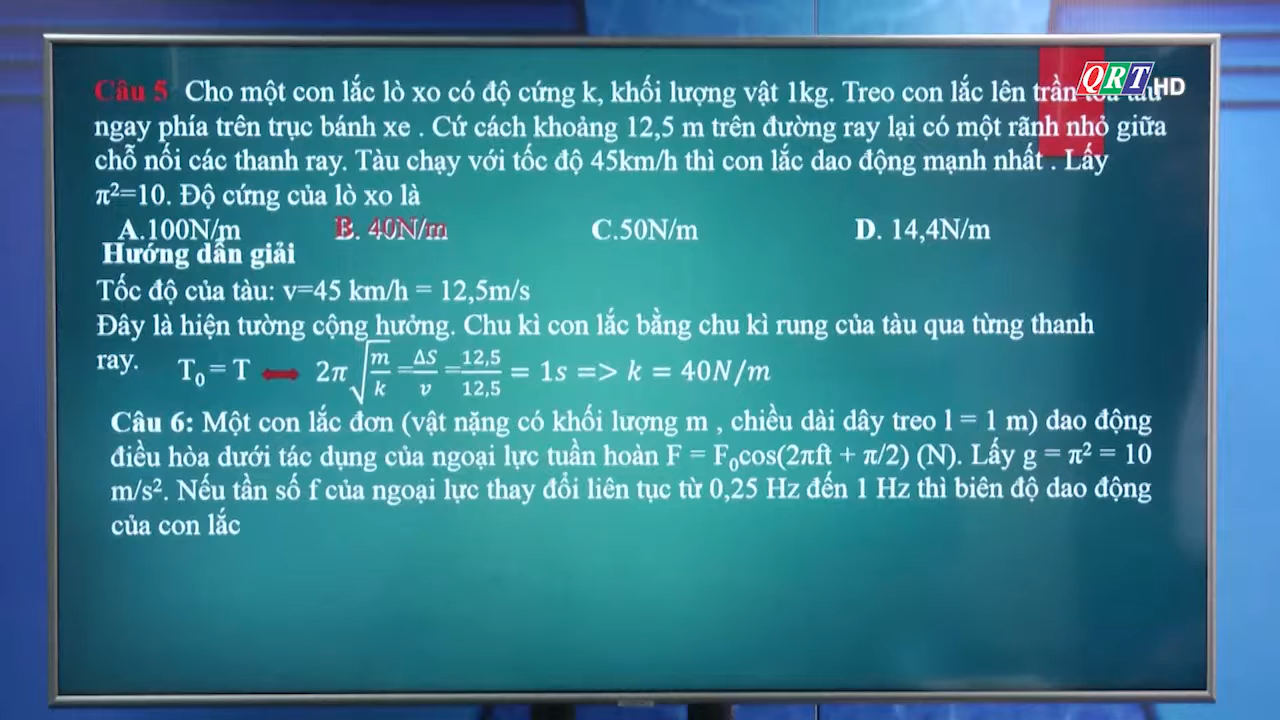 QRT HD
Câu 5 Cho một con lắc lò xo có độ cứng k, khối lượng vật 1kg. Treo con lắc lên trần
ngay phía trên trục bánh xe . Cứ cách khoảng 12,5 m trên đường ray lại có một rãnh nhỏ giữa
chỗ nối các thanh ray. Tàu chạy với tốc độ 45km/h thì con lắc dao động mạnh nhất . Lấy
π²=10. Độ cứng của lò xo là
A.100N/m B. 40N/m C.50N/m D. 14,4N/m
Hướng dẫn giải
Tốc độ của tàu: v=45 km/h = 12,5m/s
Đây là hiện tường cộng hưởng. Chu kì con lắc bằng chu kì rung của tàu qua từng thanh
ray. T₀ = T ⟺ 2π√(m/k) = ΔS/v = 12,5/12,5 = 1s => k = 40N/m
Câu 6: Một con lắc đơn (vật nặng có khối lượng m , chiều dài dây treo l = 1 m) dao động
điều hòa dưới tác dụng của ngoại lực tuần hoàn F = F₀cos(2πft + π/2) (N). Lấy g = π² = 10
m/s². Nếu tần số f của ngoại lực thay đổi liên tục từ 0,25 Hz đến 1 Hz thì biên độ dao động
của con lắc